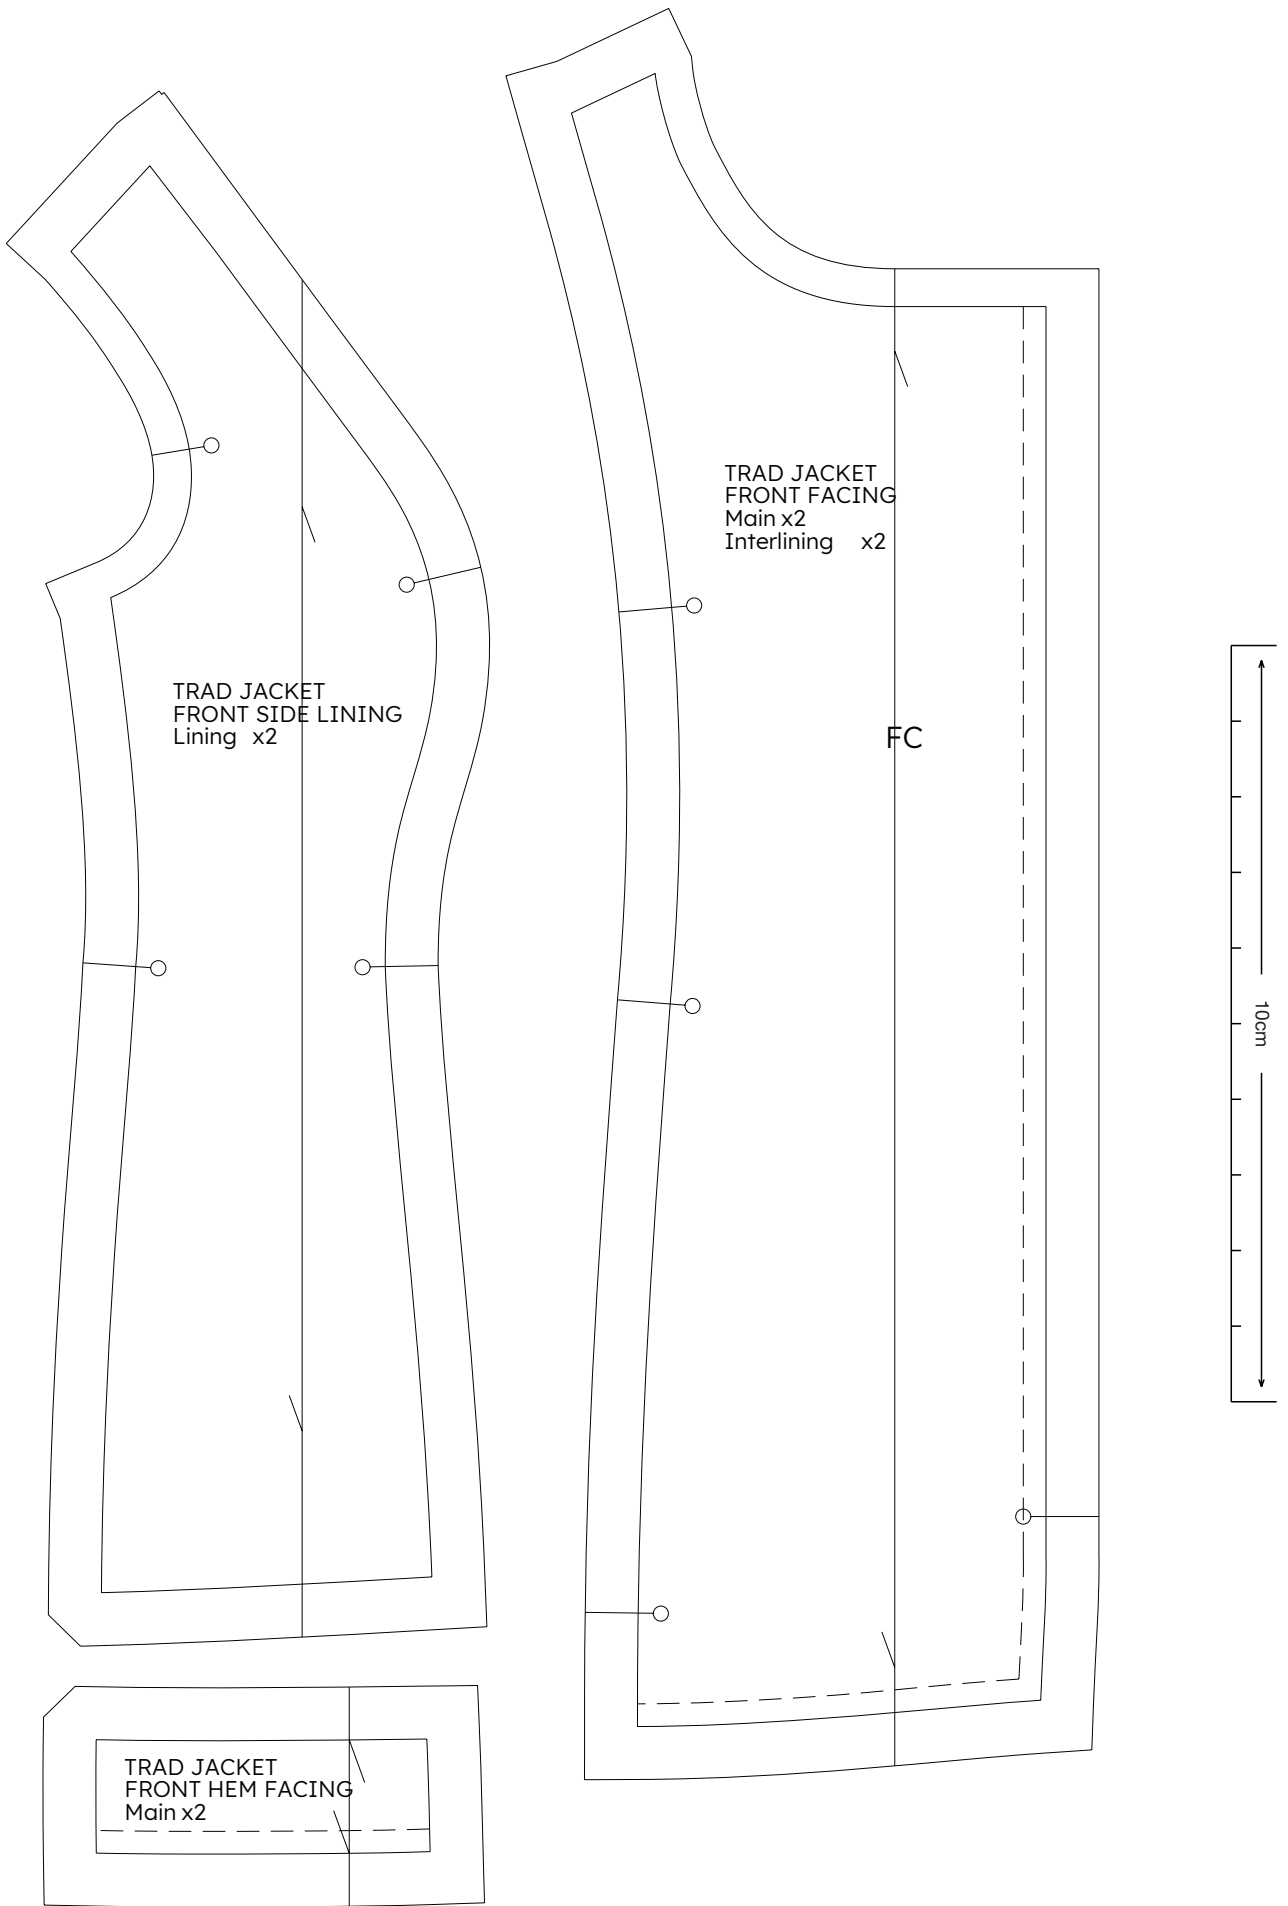 TRAD JACKET
FRONT FACING
Main x2
Interlining x2
TRAD JACKET
FRONT SIDE LINING
Lining x2
FC
10cm
TRAD JACKET
FRONT HEM FACING
Main x2